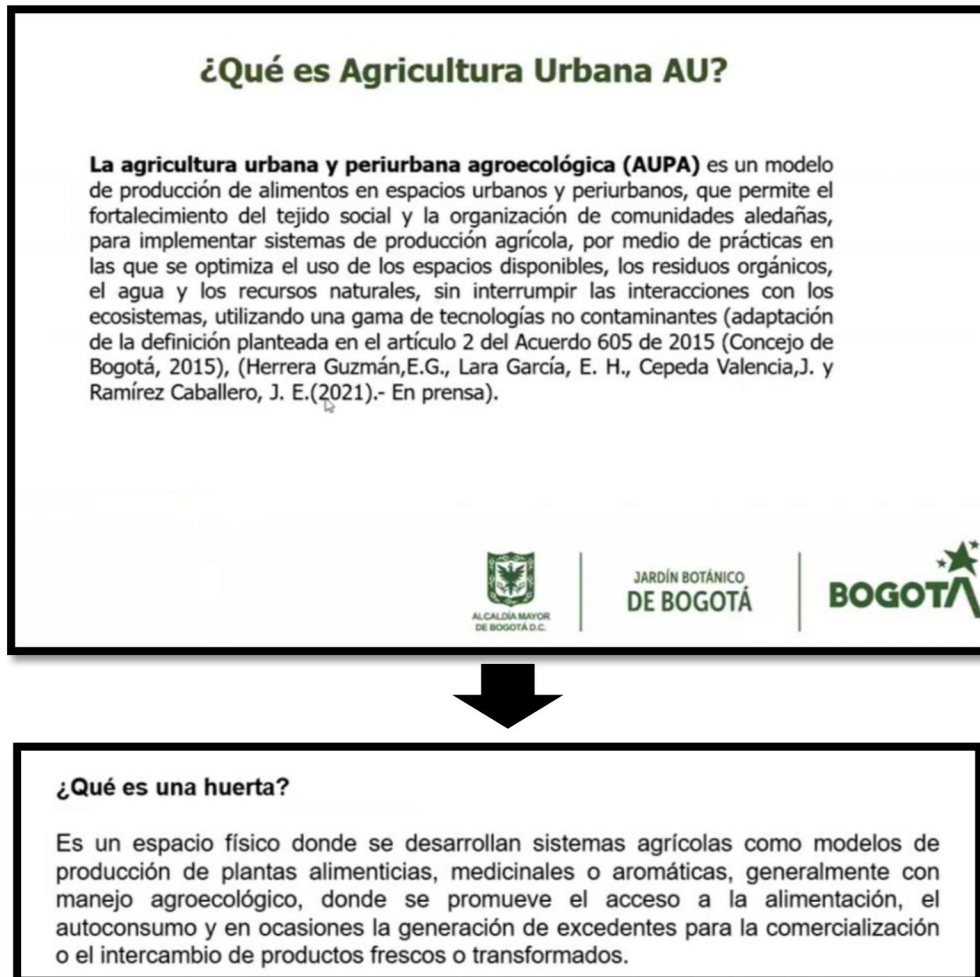 ¿Qué es Agricultura Urbana AU?
La agricultura urbana y periurbana agroecológica (AUPA) es un modelo
de producción de alimentos en espacios urbanos y periurbanos, que permite el
fortalecimiento del tejido social y la organización de comunidades aledañas,
para implementar sistemas de producción agrícola, por medio de prácticas en
las que se optimiza el uso de los espacios disponibles, los residuos orgánicos,
el agua y los recursos naturales, sin interrumpir las interacciones con los
ecosistemas, utilizando una gama de tecnologías no contaminantes (adaptación
de la definición planteada en el artículo 2 del Acuerdo 605 de 2015 (Concejo de
Bogotá, 2015), (Herrera Guzmán,E.G., Lara García, E. H., Cepeda Valencia,J. y
Ramírez Caballero, J. E.(2021).- En prensa).
ALCALDÍA MAYOR
DE BOGOTÁ D.C.
JARDÍN BOTÁNICO
DE BOGOTÁ
BOGOTÁ
¿Qué es una huerta?
Es un espacio físico donde se desarrollan sistemas agrícolas como modelos de
producción de plantas alimenticias, medicinales o aromáticas, generalmente con
manejo agroecológico, donde se promueve el acceso a la alimentación, el
autoconsumo y en ocasiones la generación de excedentes para la comercialización
o el intercambio de productos frescos o transformados.